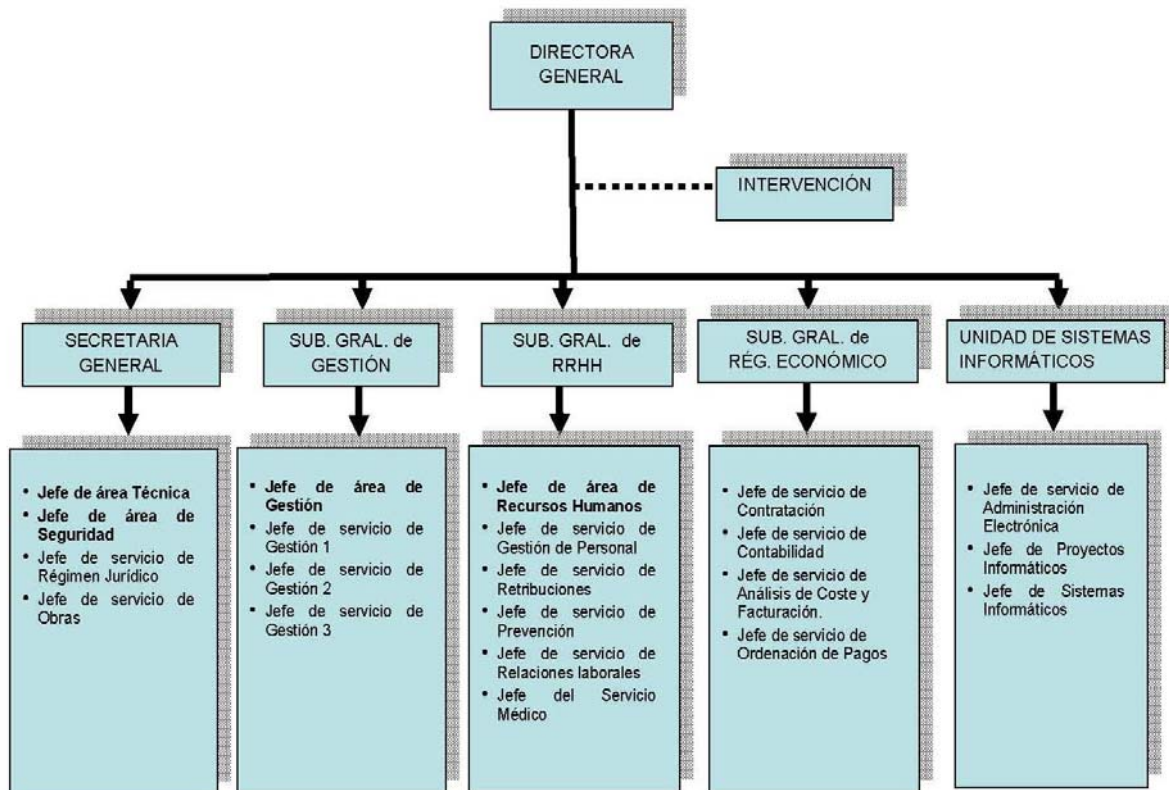 DIRECTORA
GENERAL
INTERVENCIÓN
SECRETARIA
GENERAL
SUB. GRAL. de
GESTIÓN
SUB. GRAL. de
RRHH
SUB. GRAL. de
RÉG. ECONÓMICO
UNIDAD DE SISTEMAS
INFORMÁTICOS
• Jefe de área Técnica
• Jefe de área de
Seguridad
• Jefe de servicio de
Régimen Jurídico
• Jefe de servicio de
Obras
• Jefe de área de
Gestión
• Jefe de servicio de
Gestión 1
• Jefe de servicio de
Gestión 2
• Jefe de servicio de
Gestión 3
• Jefe de área de
Recursos Humanos
• Jefe de servicio de
Gestión de Personal
• Jefe de servicio de
Retribuciones
• Jefe de servicio de
Prevención
• Jefe de servicio de
Relaciones laborales
• Jefe del Servicio
Médico
• Jefe de servicio de
Contratación
• Jefe de servicio de
Contabilidad
• Jefe de servicio de
Análisis de Coste y
Facturación.
• Jefe de servicio de
Ordenación de Pagos
• Jefe de servicio de
Administración
Electrónica
• Jefe de Proyectos
Informáticos
• Jefe de Sistemas
Informáticos